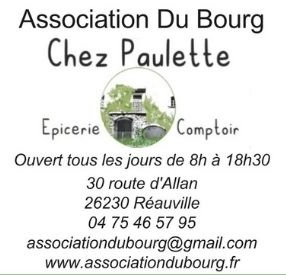 Association Du Bourg
Chez Paulette
Epicerie Comptoir
Ouvert tous les jours de 8h à 18h30
30 route d'Allan
26230 Réauville
04 75 46 57 95
associationdubourg@gmail.com
www.associationdubourg.fr